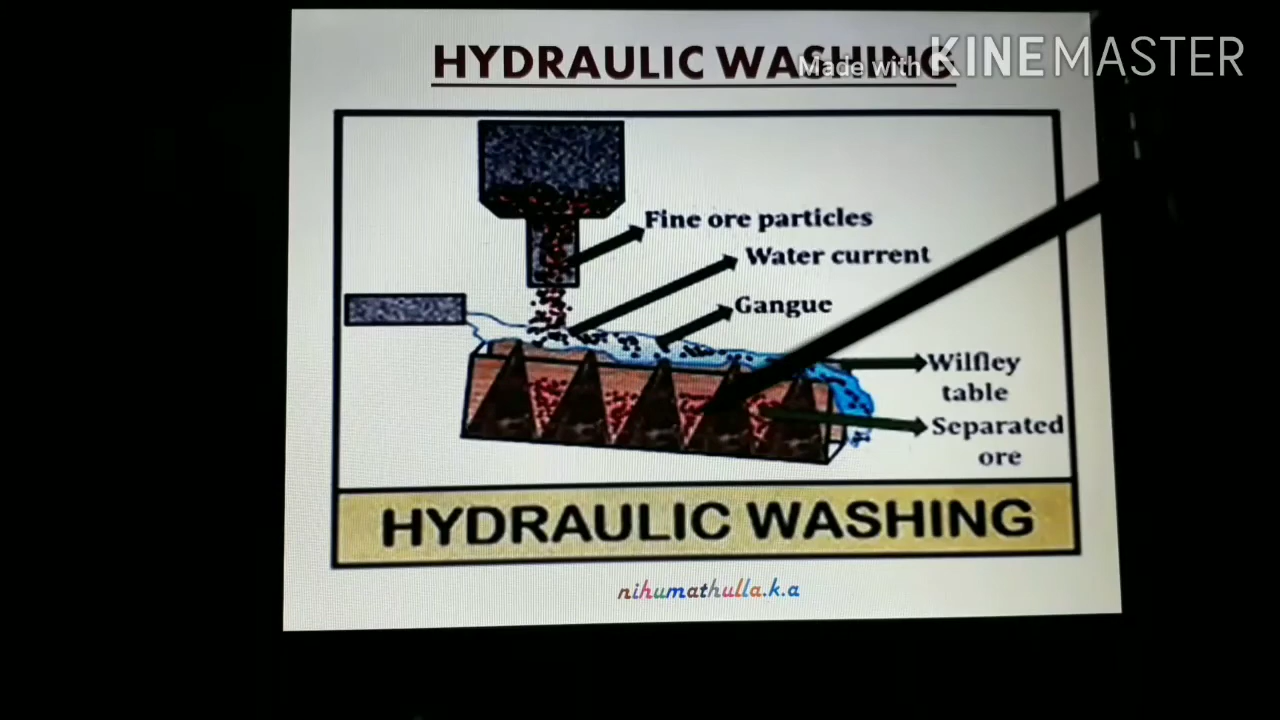 HYDRAULIC WASHING
Made with KINEMASTER
Fine ore particles
Water current
Gangue
Wilfley
table
Separated
ore
HYDRAULIC WASHING
nihumathulla.k.a